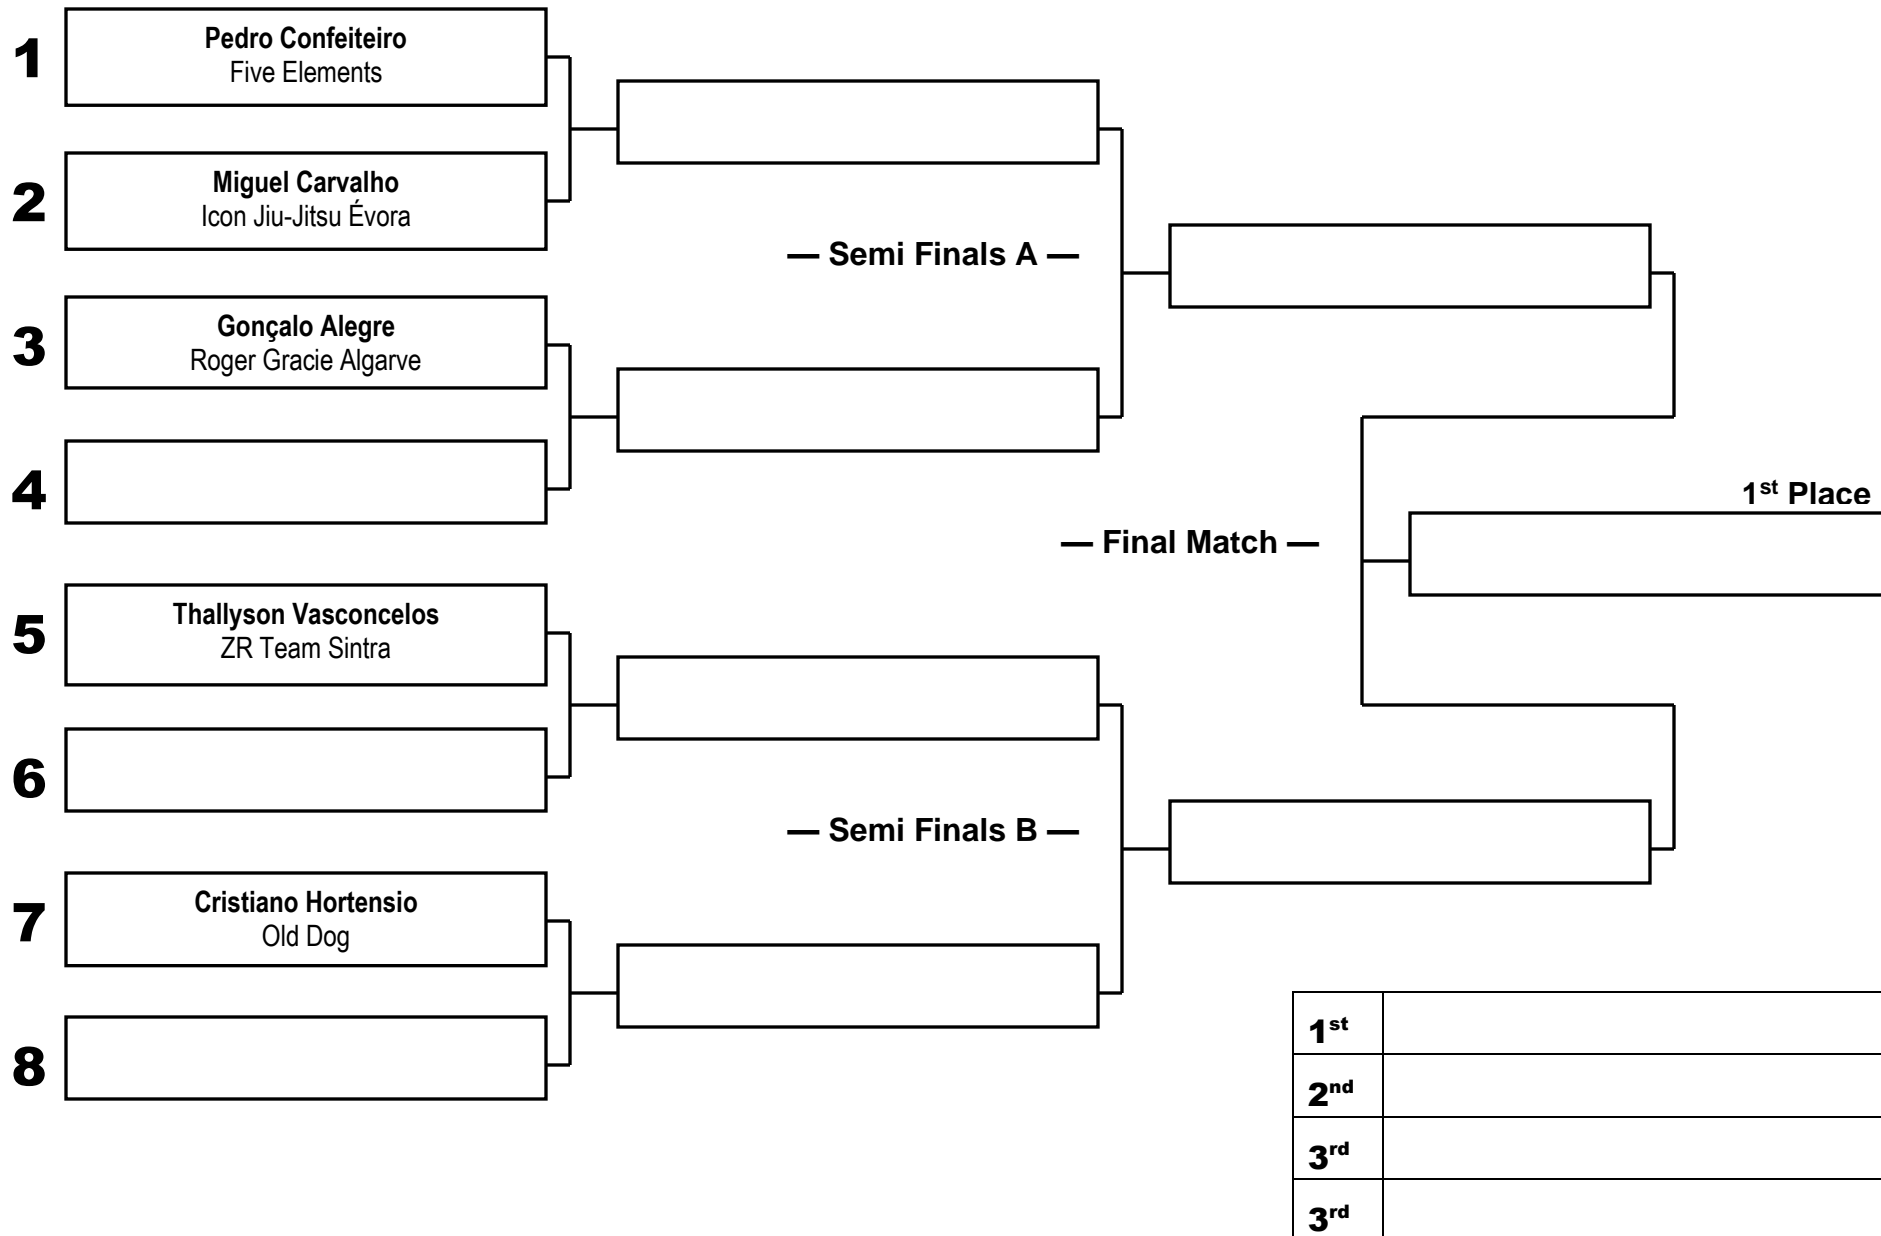 1
Pedro Confeiteiro
Five Elements
2
Miguel Carvalho
Icon Jiu-Jitsu Évora
— Semi Finals A —
3
Gonçalo Alegre
Roger Gracie Algarve
4
1st Place
— Final Match —
5
Thallyson Vasconcelos
ZR Team Sintra
6
— Semi Finals B —
7
Cristiano Hortensio
Old Dog
8
1st
2nd
3rd
3rd